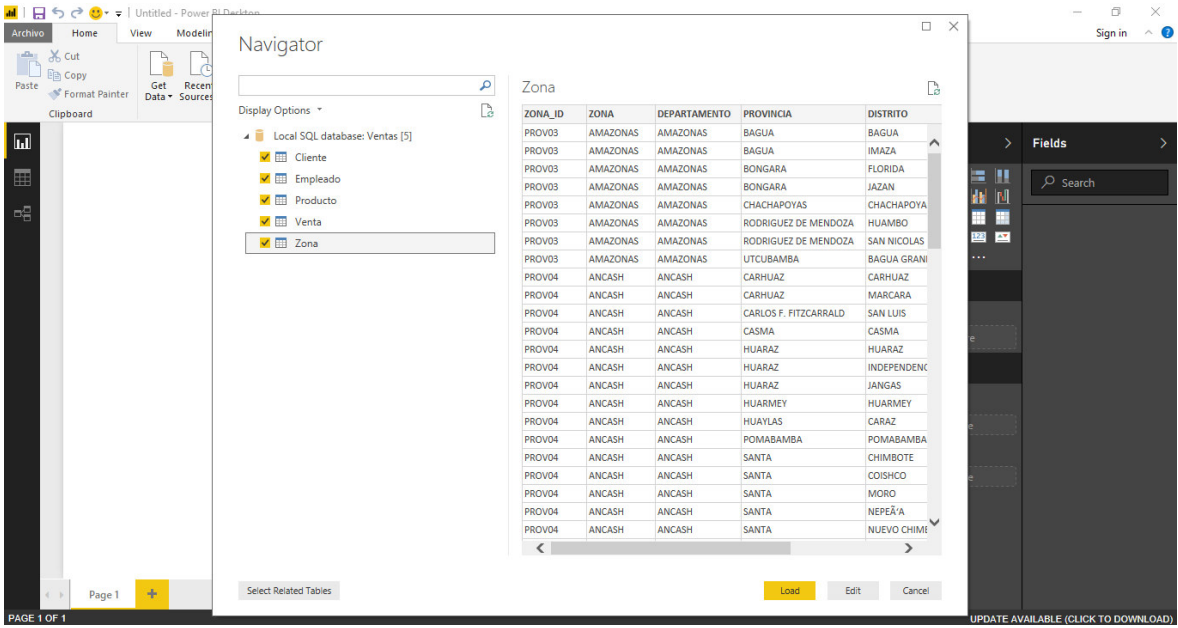 Untitled - Power BI Desktop
Archivo Home View Modelin
Sign in
Cut
Copy
Format Painter
Paste
Get Data
Recent Sources
Clipboard
Navigator
Display Options
Local SQL database: Ventas [5]
Cliente
Empleado
Producto
Venta
Zona
Zona
ZONA_ID ZONA DEPARTAMENTO PROVINCIA DISTRITO
PROV03 AMAZONAS AMAZONAS BAGUA BAGUA
PROV03 AMAZONAS AMAZONAS BAGUA IMAZA
PROV03 AMAZONAS AMAZONAS BONGARA FLORIDA
PROV03 AMAZONAS AMAZONAS BONGARA JAZAN
PROV03 AMAZONAS AMAZONAS CHACHAPOYAS CHACHAPOYA
PROV03 AMAZONAS AMAZONAS RODRIGUEZ DE MENDOZA HUAMBO
PROV03 AMAZONAS AMAZONAS RODRIGUEZ DE MENDOZA SAN NICOLAS
PROV03 AMAZONAS AMAZONAS UTCUBAMBA BAGUA GRAN
PROV04 ANCASH ANCASH CARHUAZ CARHUAZ
PROV04 ANCASH ANCASH CARHUAZ MARCARA
PROV04 ANCASH ANCASH CARLOS F. FITZCARRALD SAN LUIS
PROV04 ANCASH ANCASH CASMA CASMA
PROV04 ANCASH ANCASH HUARAZ HUARAZ
PROV04 ANCASH ANCASH HUARAZ INDEPENDENC
PROV04 ANCASH ANCASH HUARAZ JANGAS
PROV04 ANCASH ANCASH HUARMEY HUARMEY
PROV04 ANCASH ANCASH HUAYLAS CARAZ
PROV04 ANCASH ANCASH POMABAMBA POMABAMBA
PROV04 ANCASH ANCASH SANTA CHIMBOTE
PROV04 ANCASH ANCASH SANTA COISHCO
PROV04 ANCASH ANCASH SANTA MORO
PROV04 ANCASH ANCASH SANTA NEPEÃ‘A
PROV04 ANCASH ANCASH SANTA NUEVO CHIMB
Select Related Tables
Load Edit Cancel
Fields
Search
123
Page 1
PAGE 1 OF 1
UPDATE AVAILABLE (CLICK TO DOWNLOAD)